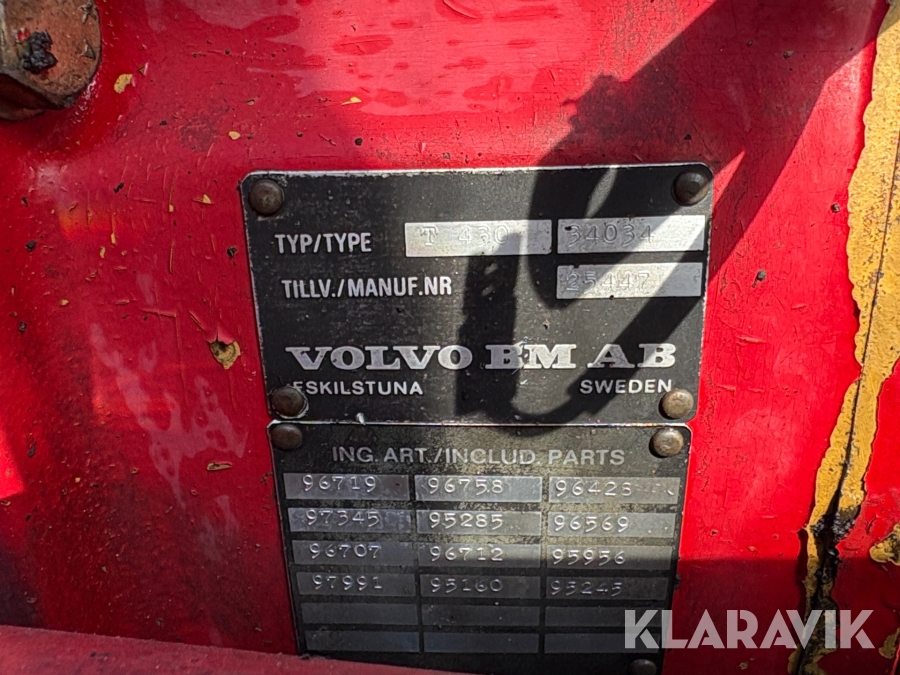 TYP/TYPE T 430 34034
TILLV./MANUF.NR 25447
VOLVO BM AB
ESKILSTUNA SWEDEN
ING. ART./INCLUD. PARTS
96719 96758 96423
97345 95285 96569
96707 96712 95956
97991 95160 95245
KLARAVIK